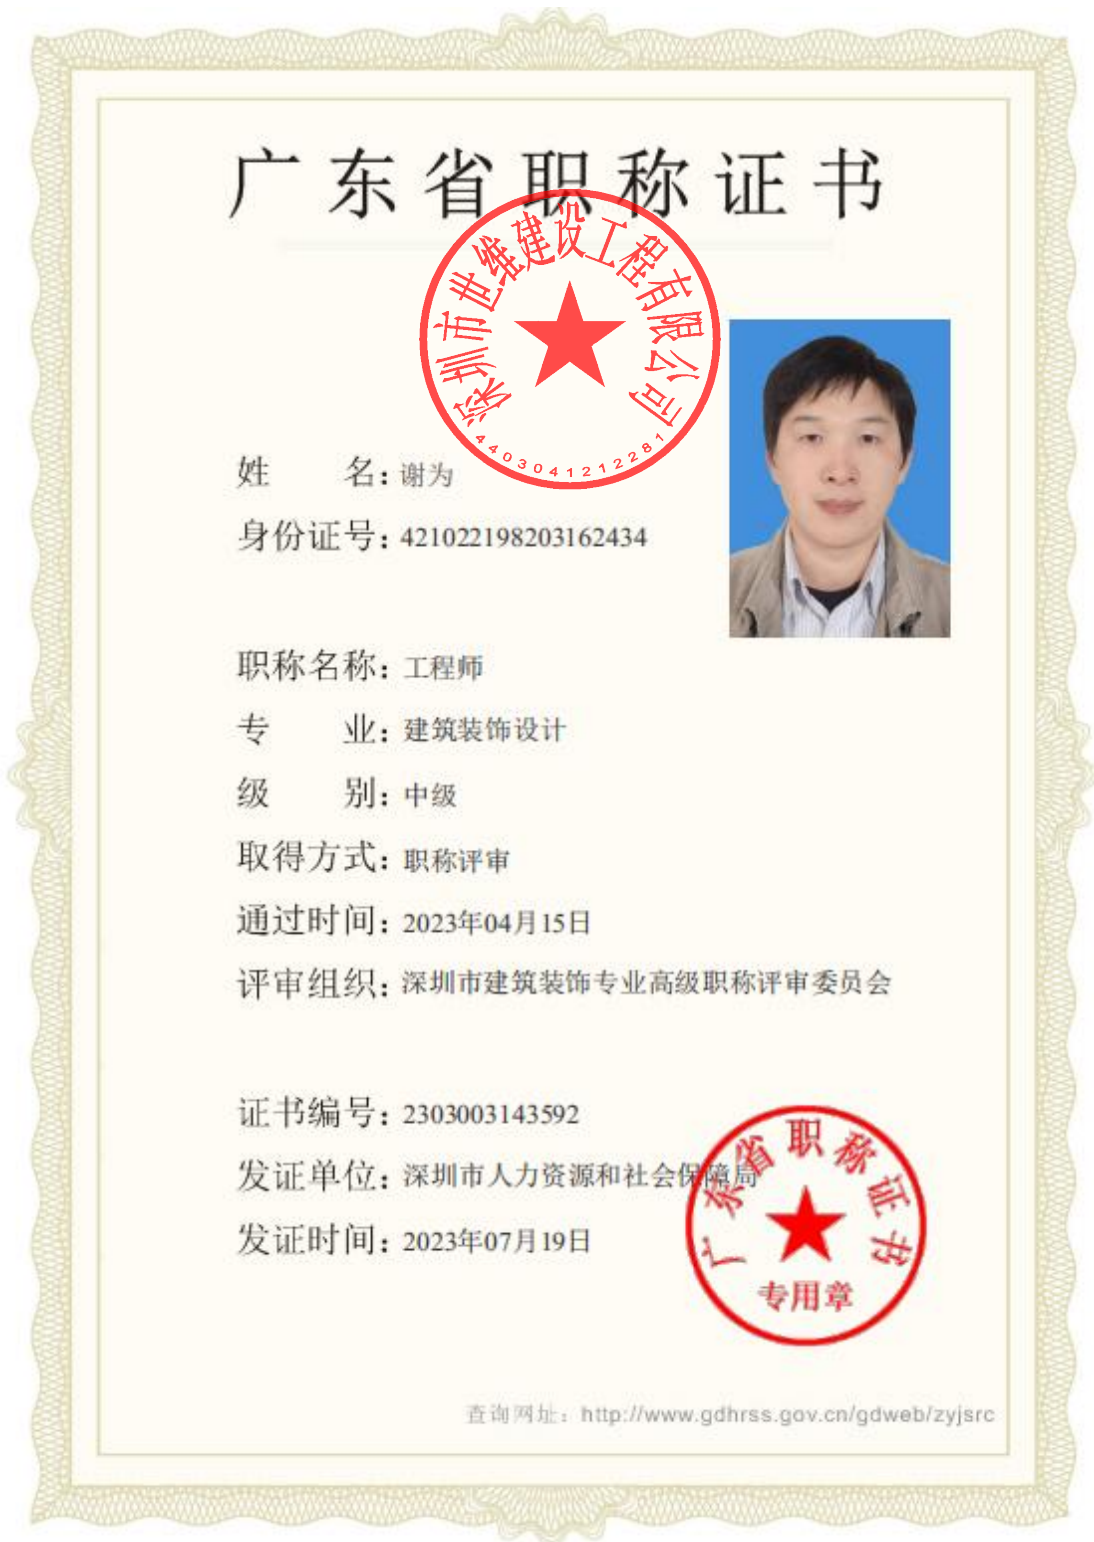 广东省职称证书
深圳市世维建设工程有限公司
4403041212281
姓名：谢为
身份证号：421022198203162434
职称名称：工程师
专业：建筑装饰设计
级别：中级
取得方式：职称评审
通过时间：2023年04月15日
评审组织：深圳市建筑装饰专业高级职称评审委员会
证书编号：2303003143592
发证单位：深圳市人力资源和社会保障局
发证时间：2023年07月19日
广东省职称证书
专用章
查询网址：http://www.gdhrss.gov.cn/gdweb/zyjsrc